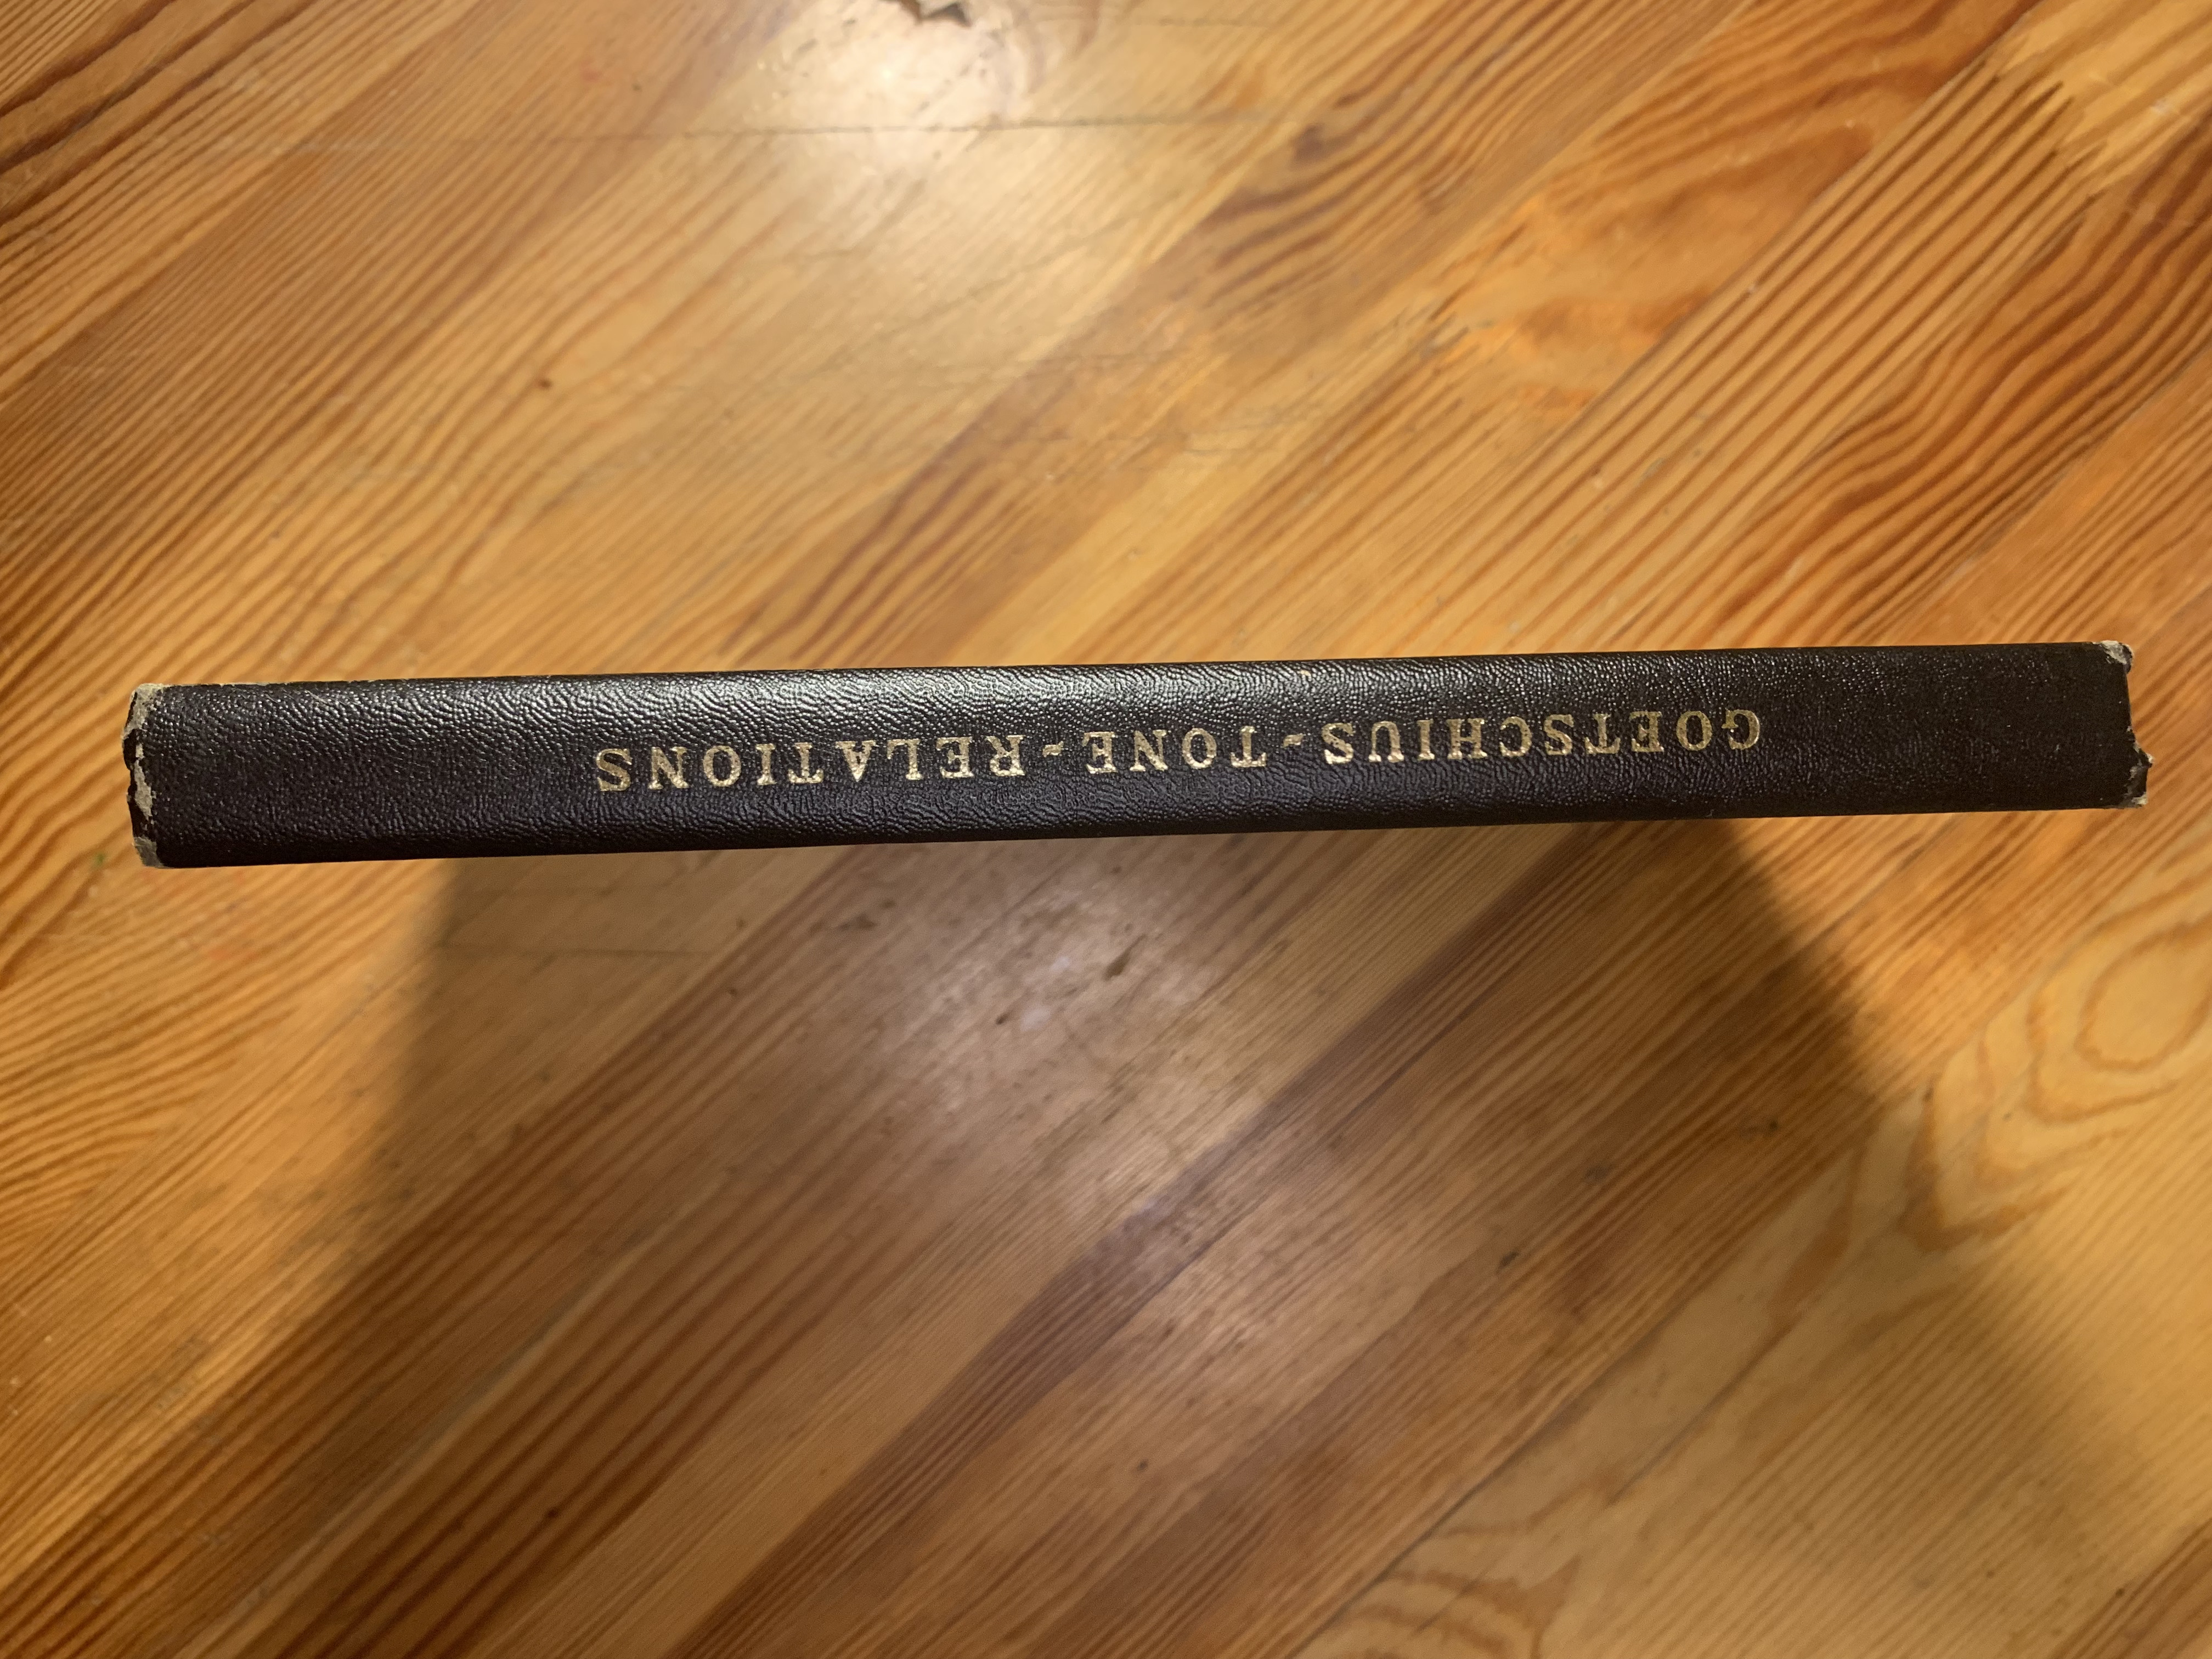 GOETSCHIUS - TONE - RELATIONS